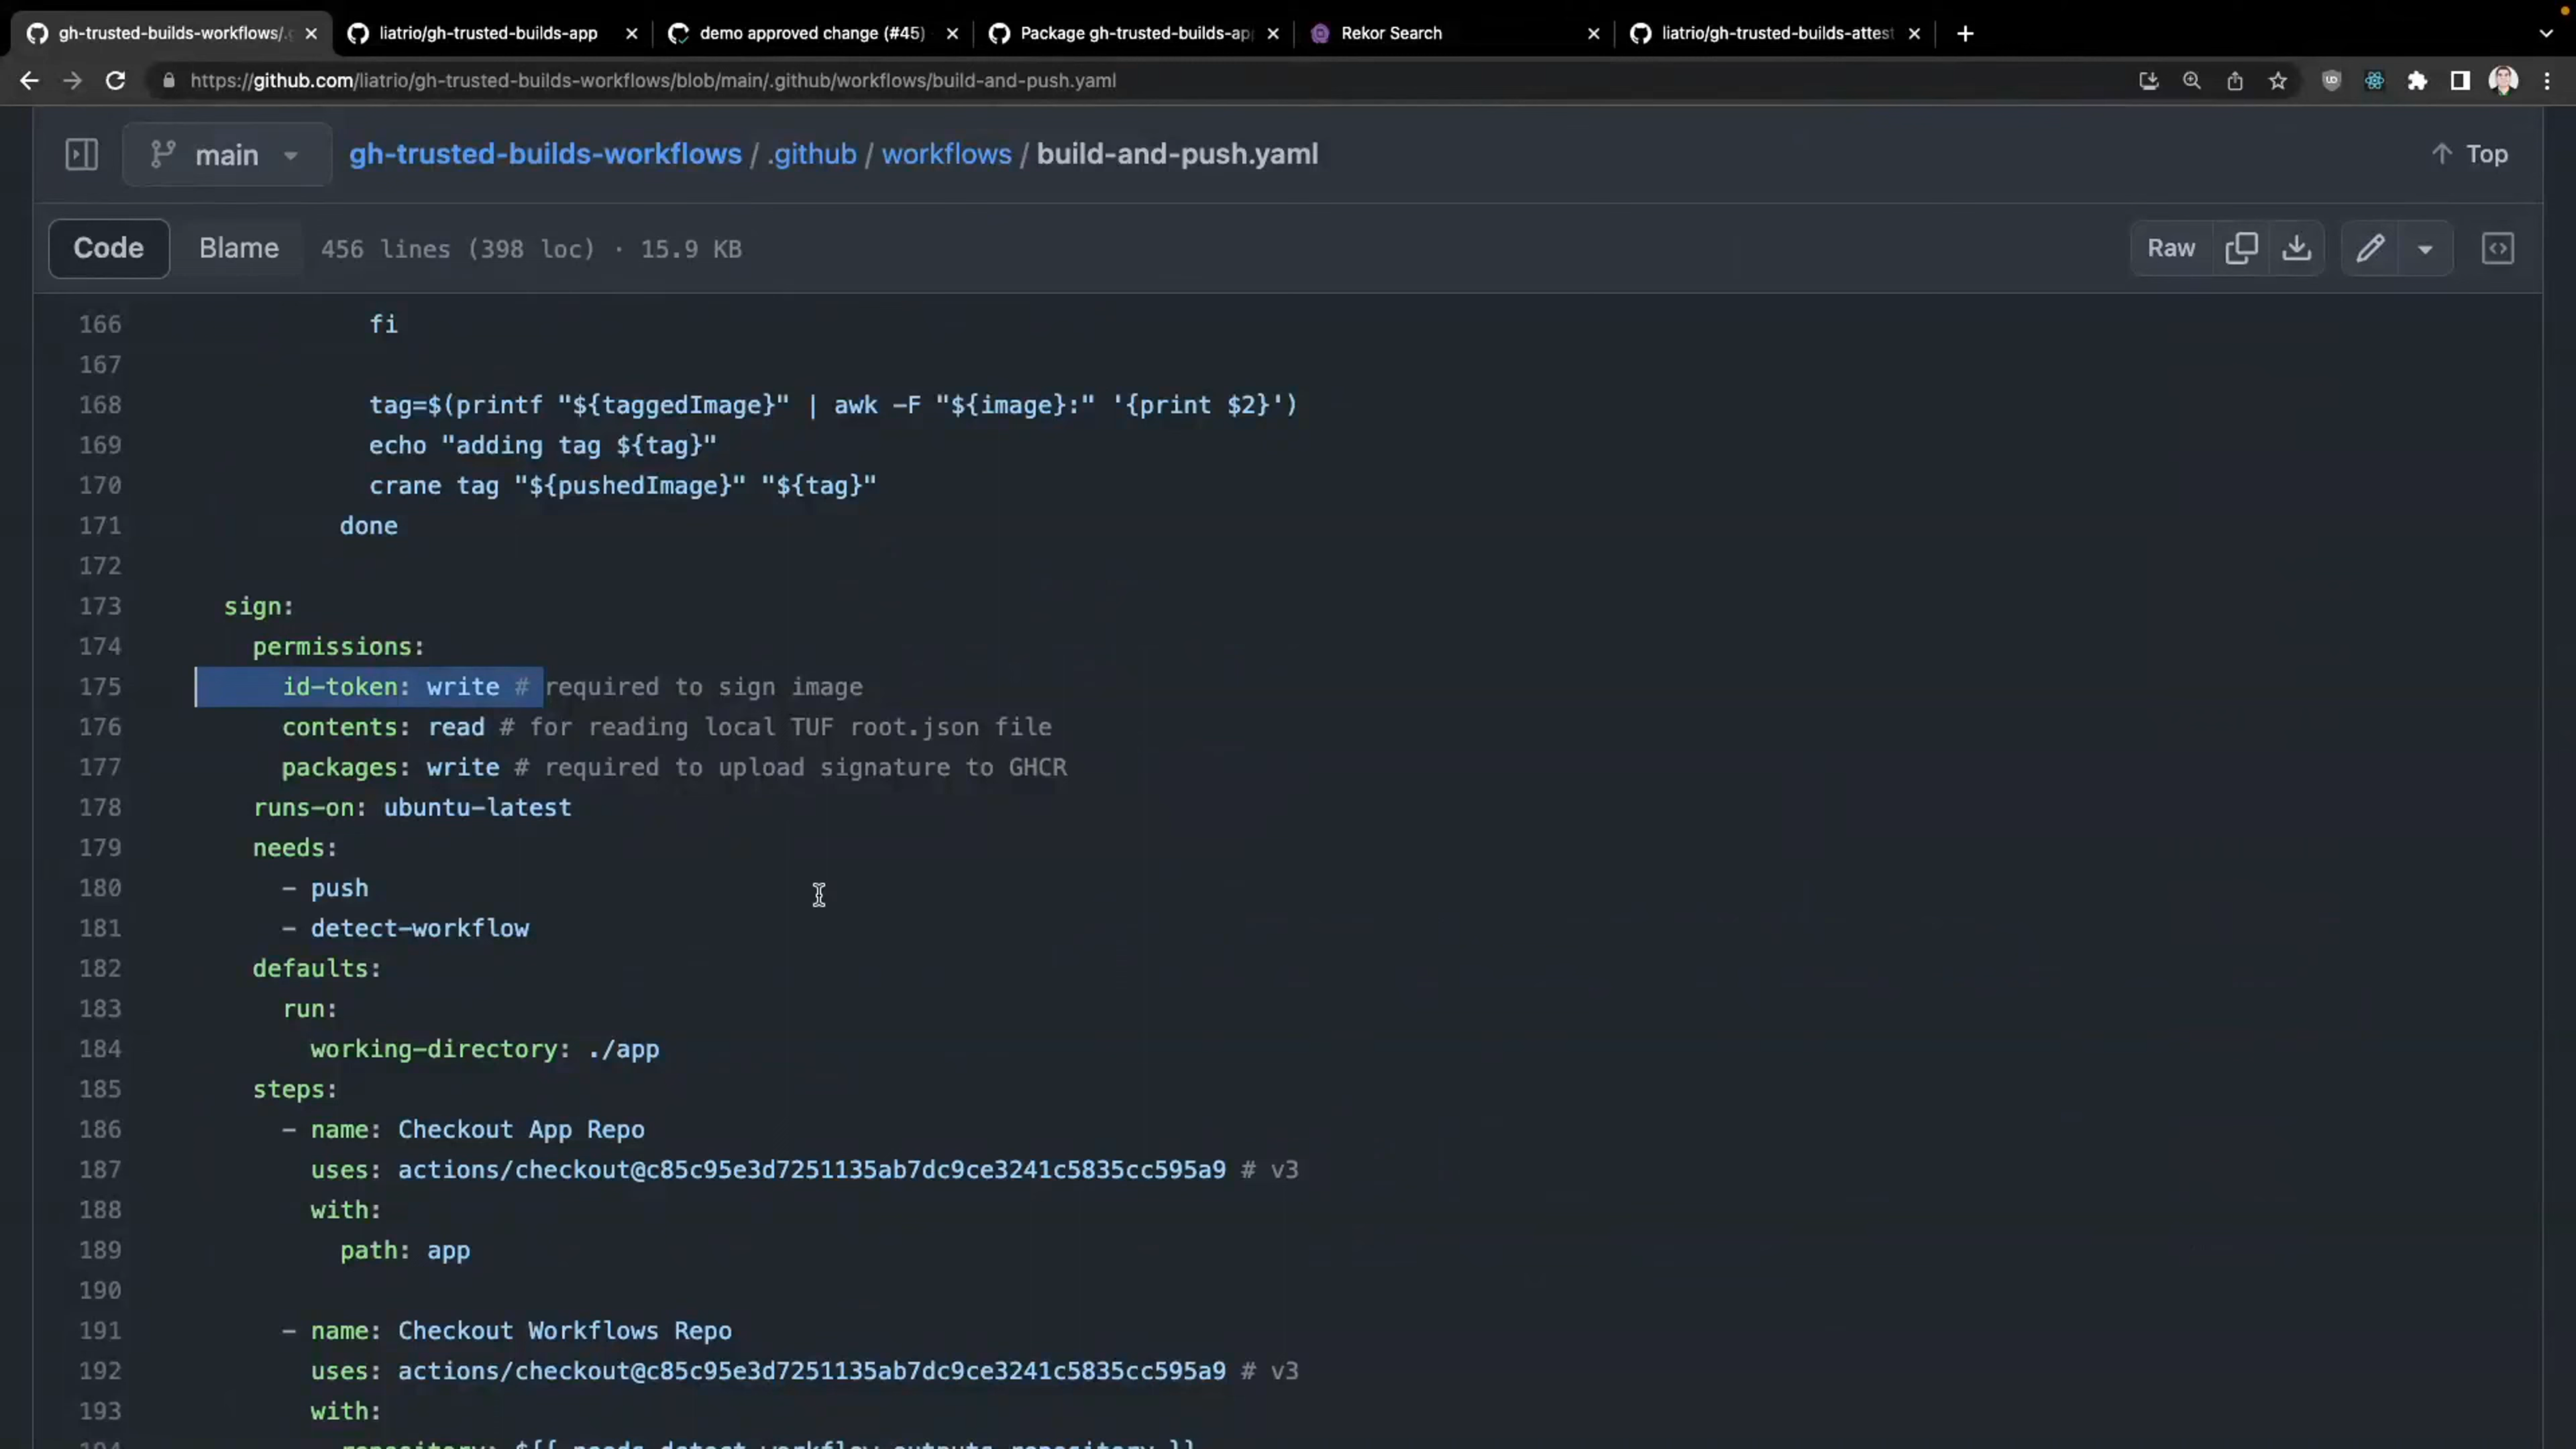 gh-trusted-builds-workflows/.g
liatrio/gh-trusted-builds-app
demo approved change (#45)
Package gh-trusted-builds-app
Rekor Search
liatrio/gh-trusted-builds-attest
https://github.com/liatrio/gh-trusted-builds-workflows/blob/main/.github/workflows/build-and-push.yaml
main
gh-trusted-builds-workflows / .github / workflows / build-and-push.yaml
Top
Code Blame 456 lines (398 loc) · 15.9 KB
Raw
166 fi
167
168 tag=$(printf "${taggedImage}" | awk -F "${image}:" '{print $2}')
169 echo "adding tag ${tag}"
170 crane tag "${pushedImage}" "${tag}"
171 done
172
173 sign:
174 permissions:
175 id-token: write # required to sign image
176 contents: read # for reading local TUF root.json file
177 packages: write # required to upload signature to GHCR
178 runs-on: ubuntu-latest
179 needs:
180 - push
181 - detect-workflow
182 defaults:
183 run:
184 working-directory: ./app
185 steps:
186 - name: Checkout App Repo
187 uses: actions/checkout@c85c95e3d7251135ab7dc9ce3241c5835cc595a9 # v3
188 with:
189 path: app
190
191 - name: Checkout Workflows Repo
192 uses: actions/checkout@c85c95e3d7251135ab7dc9ce3241c5835cc595a9 # v3
193 with:
194 repository: ${{ needs.detect-workflow.outputs.repository }}